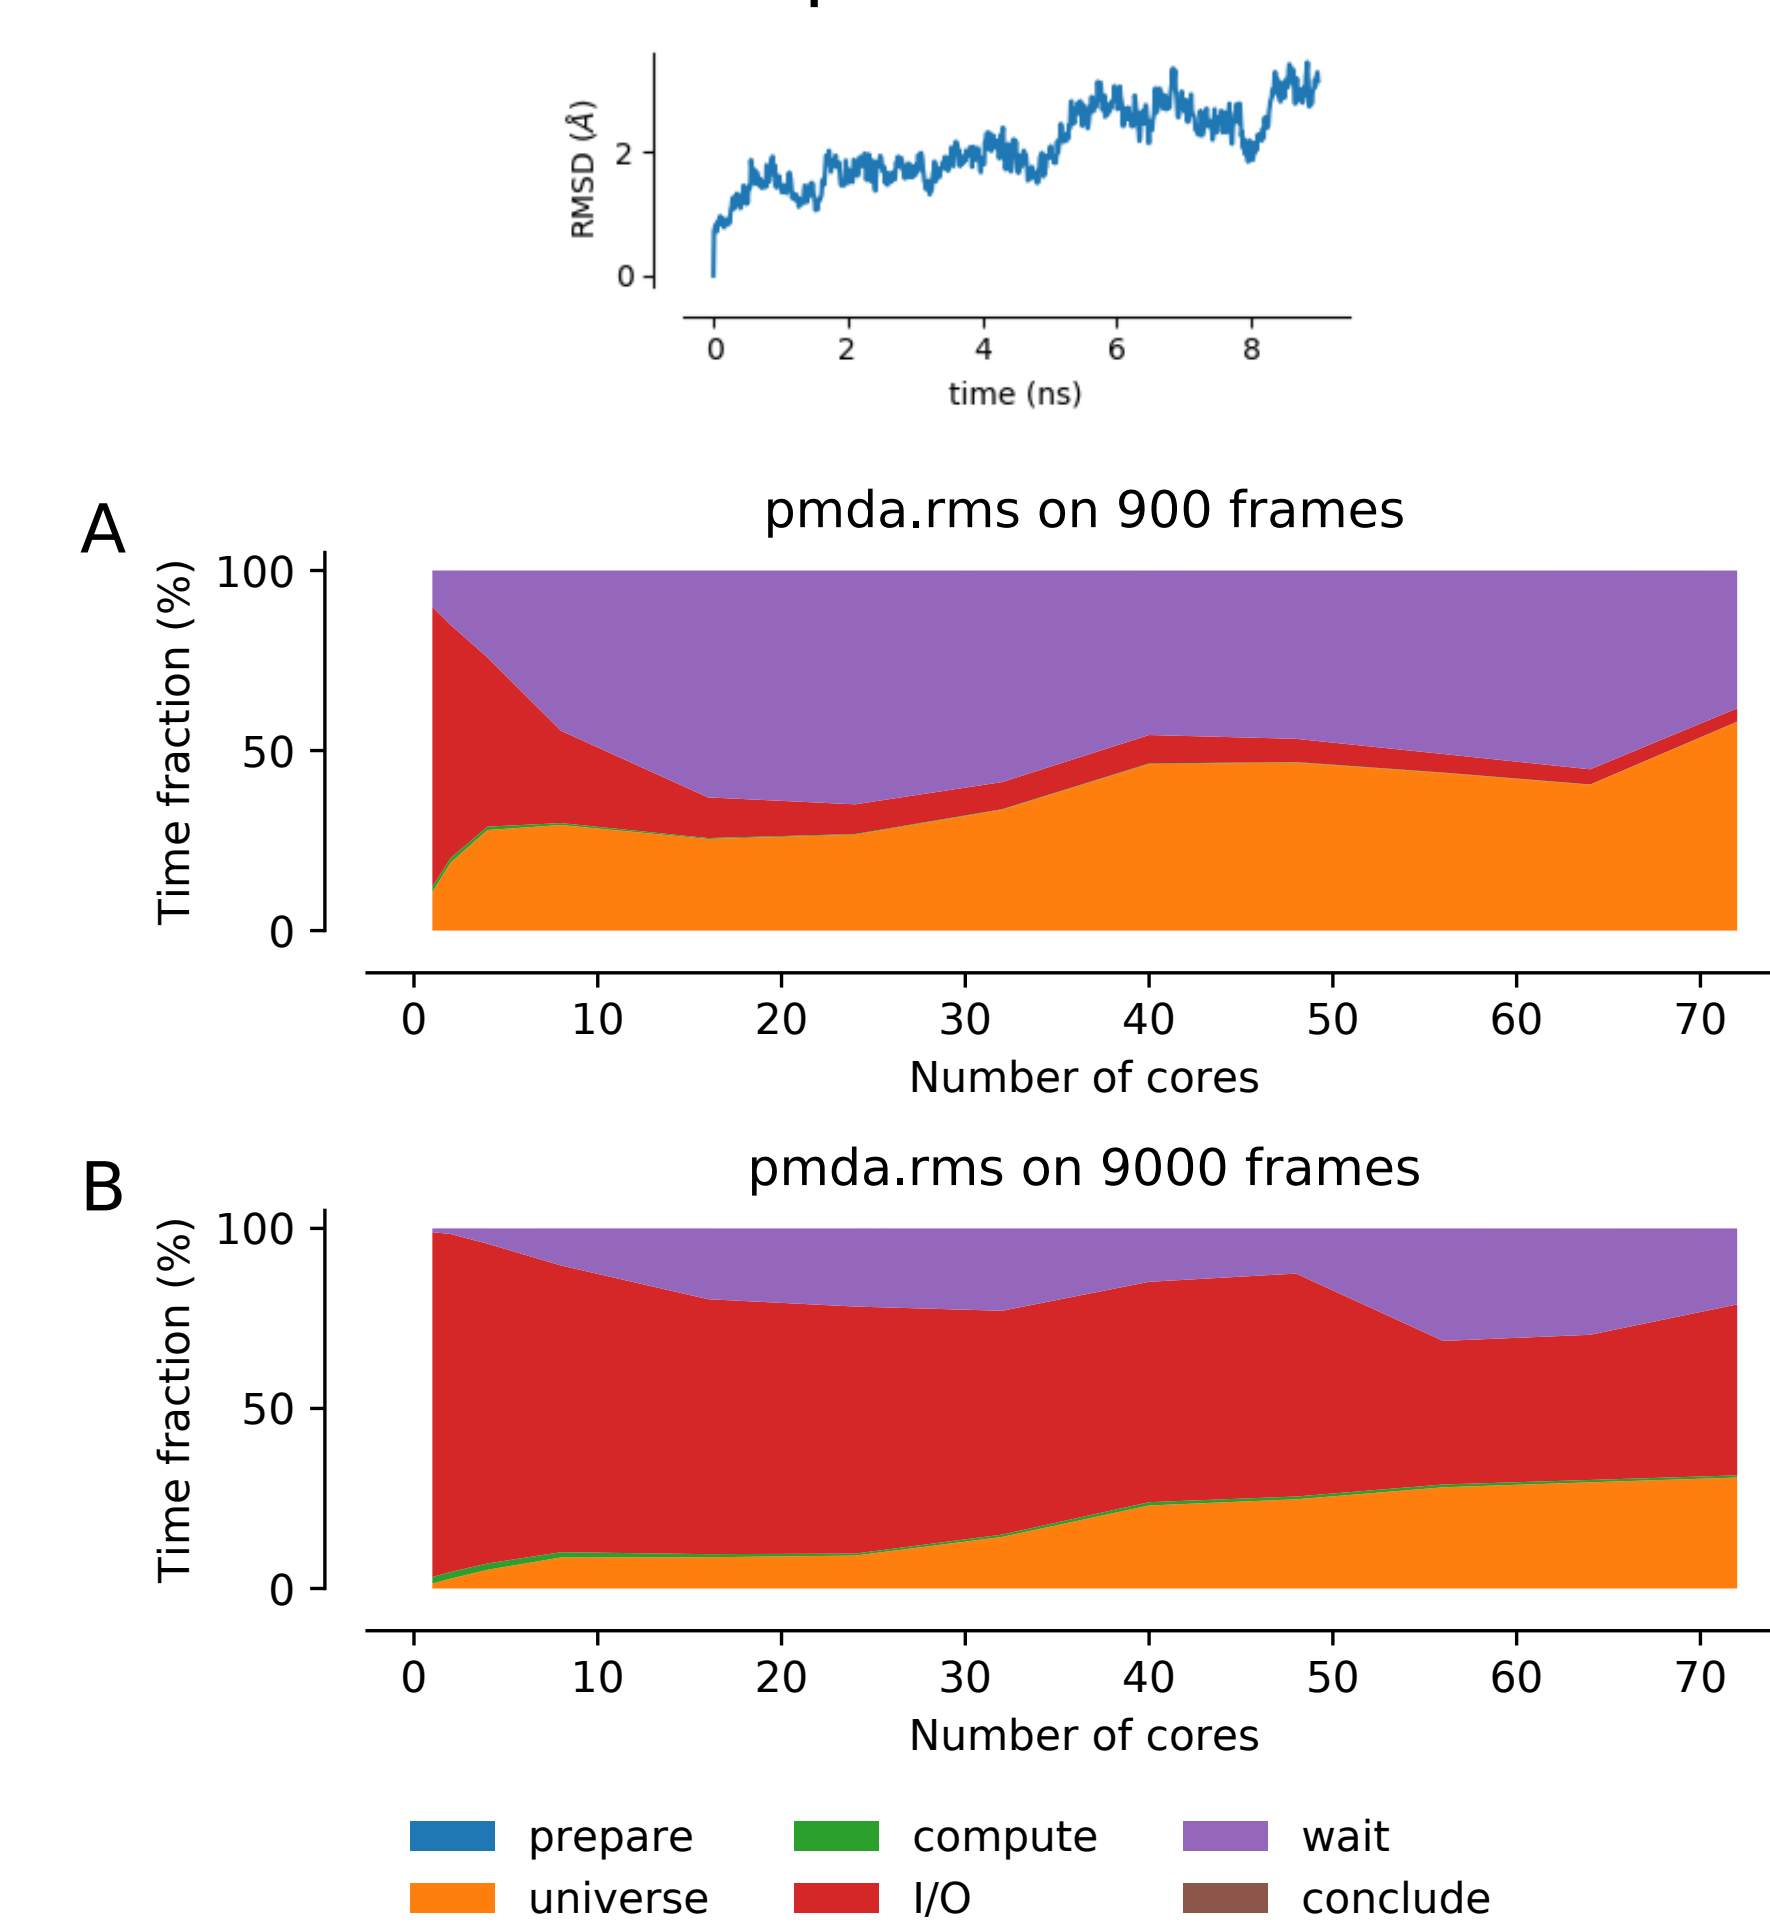 RMSD (Å)
2
0
0 2 4 6 8
time (ns)
A
pmda.rms on 900 frames
Time fraction (%)
100
50
0
0 10 20 30 40 50 60 70
Number of cores
B
pmda.rms on 9000 frames
Time fraction (%)
100
50
0
0 10 20 30 40 50 60 70
Number of cores
prepare compute wait
universe I/O conclude